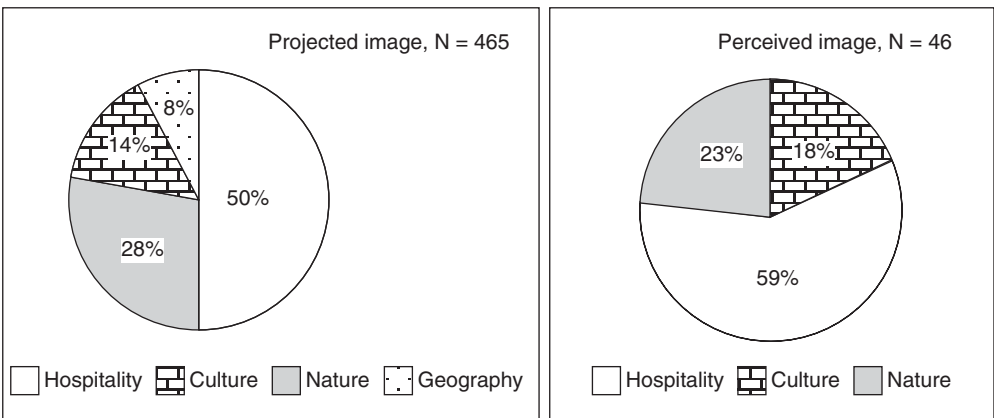 Projected image, N = 465
8%
14%
50%
28%
Hospitality Culture Nature Geography
Perceived image, N = 46
23%
18%
59%
Hospitality Culture Nature